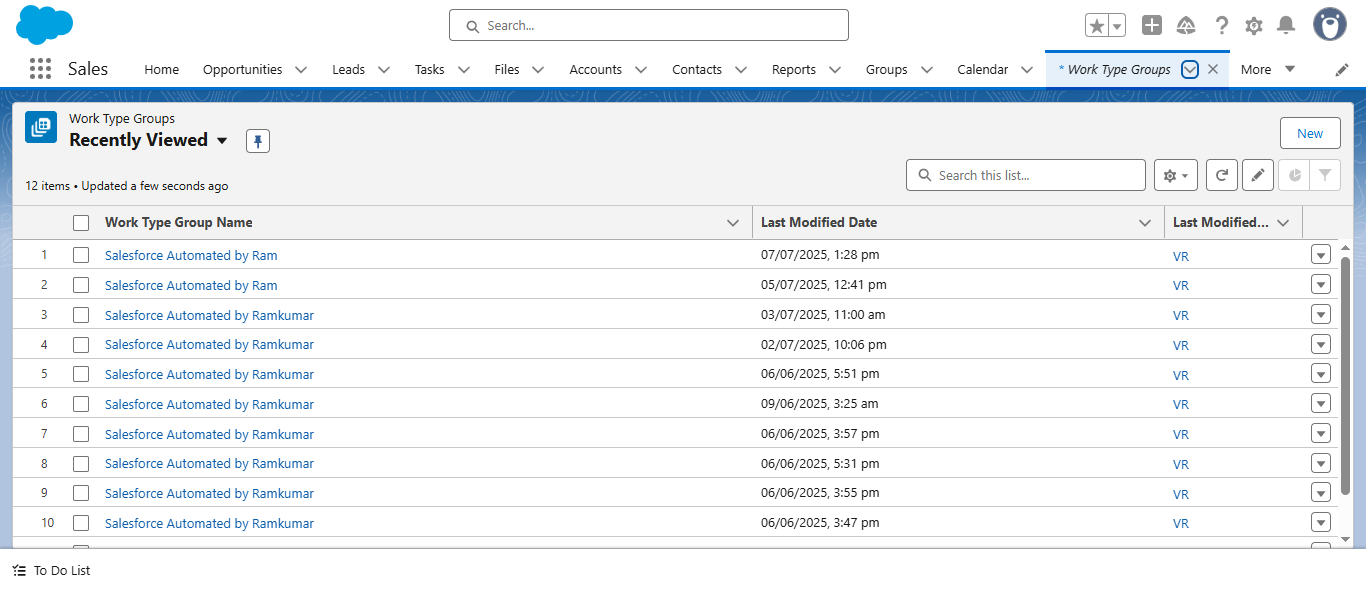 Search...
Sales
Home
Opportunities
Leads
Tasks
Files
Accounts
Contacts
Reports
Groups
Calendar
* Work Type Groups
More
Work Type Groups
Recently Viewed
New
12 items • Updated a few seconds ago
Search this list...
Work Type Group Name
Last Modified Date
Last Modified...
1 Salesforce Automated by Ram 07/07/2025, 1:28 pm VR
2 Salesforce Automated by Ram 05/07/2025, 12:41 pm VR
3 Salesforce Automated by Ramkumar 03/07/2025, 11:00 am VR
4 Salesforce Automated by Ramkumar 02/07/2025, 10:06 pm VR
5 Salesforce Automated by Ramkumar 06/06/2025, 5:51 pm VR
6 Salesforce Automated by Ramkumar 09/06/2025, 3:25 am VR
7 Salesforce Automated by Ramkumar 06/06/2025, 3:57 pm VR
8 Salesforce Automated by Ramkumar 06/06/2025, 5:31 pm VR
9 Salesforce Automated by Ramkumar 06/06/2025, 3:55 pm VR
10 Salesforce Automated by Ramkumar 06/06/2025, 3:47 pm VR
To Do List